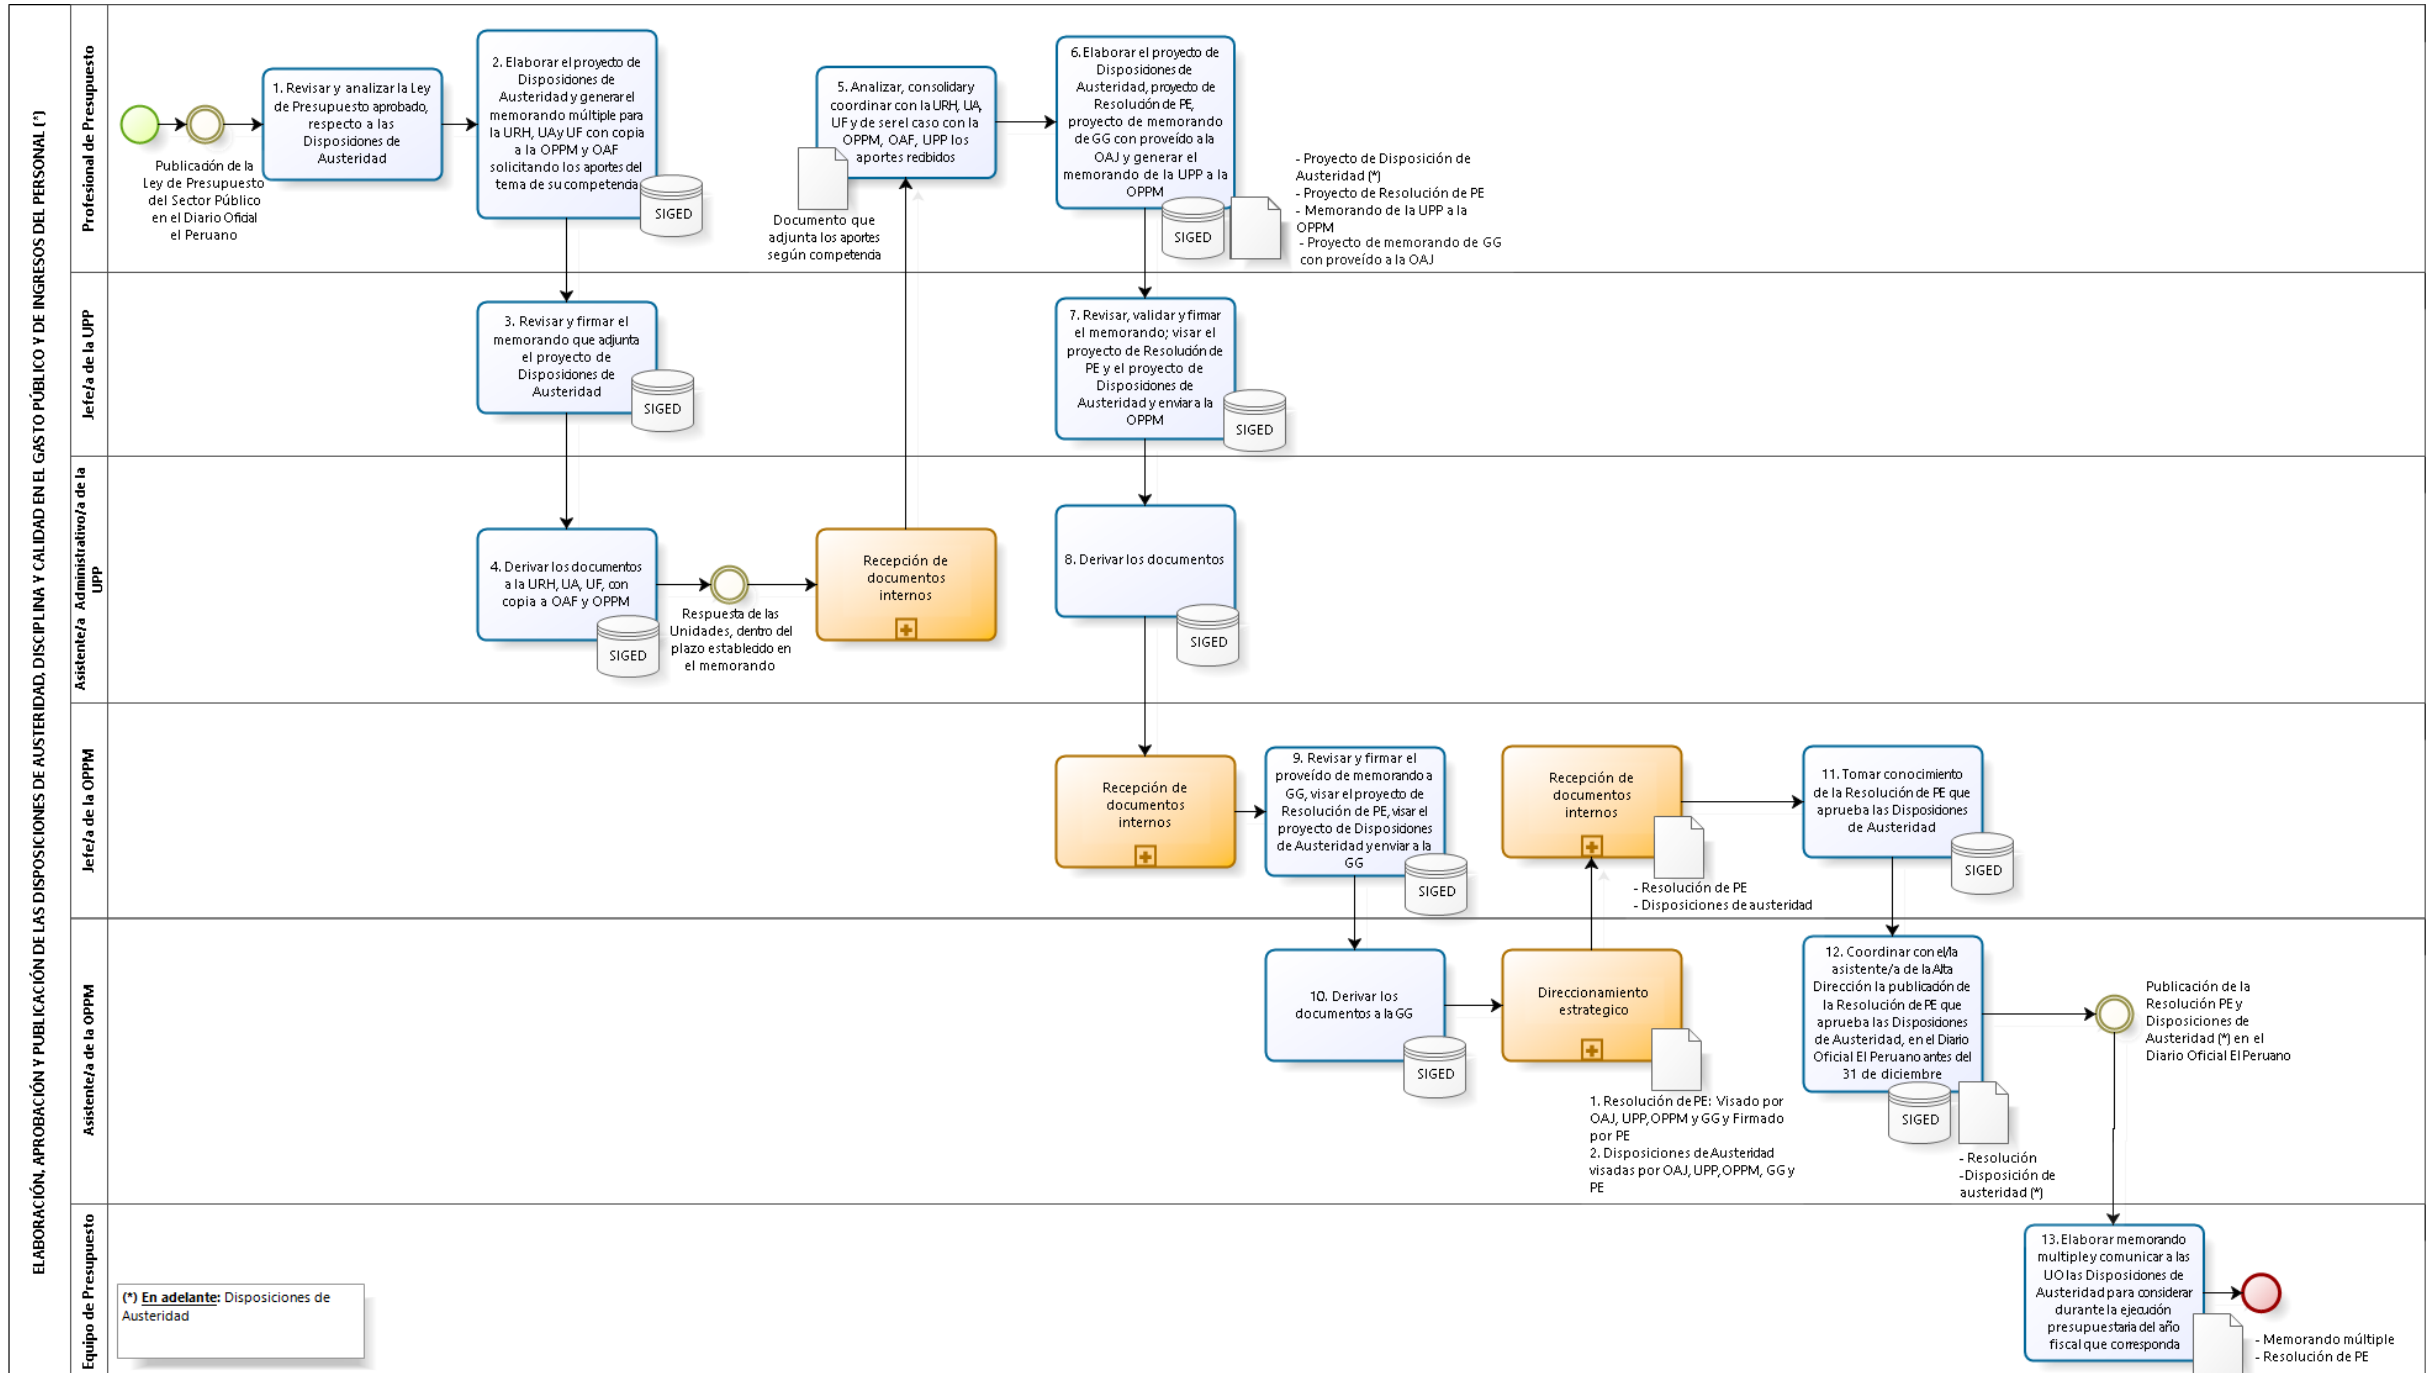 ELABORACIÓN, APROBACIÓN Y PUBLICACIÓN DE LAS DISPOSICIONES DE AUSTERIDAD, DISCIPLINA Y CALIDAD EN EL GASTO PÚBLICO Y DE INGRESOS DEL PERSONAL (*)
Profesional de Presupuesto
Publicación de la
Ley de Presupuesto
del Sector Público
en el Diario Oficial
el Peruano
1. Revisar y analizar la Ley
de Presupuesto aprobado,
respecto a las
Disposiciones de
Austeridad
2. Elaborar el proyecto de
Disposiciones de
Austeridad y generar el
memorando múltiple para
la URH, UA y UF con copia
a la OPPM y OAF
solicitando los aportes del
tema de su competencia
SIGED
5. Analizar, consolidar y
coordinar con la URH, UA,
UF y de ser el caso con la
OPPM, OAF, UPP los
aportes recibidos
Documento que
adjunta los aportes
según competencia
6. Elaborar el proyecto de
Disposiciones de
Austeridad, proyecto de
Resolución de PE,
proyecto de memorando
de GG con proveído a la
OAJ y generar el
memorando de la UPP a la
OPPM
SIGED
- Proyecto de Disposición de
Austeridad (*)
- Proyecto de Resolución de PE
- Memorando de la UPP a la
OPPM
- Proyecto de memorando de GG
con proveído a la OAJ
Jefe/a de la UPP
3. Revisar y firmar el
memorando que adjunta
el proyecto de
Disposiciones de
Austeridad
SIGED
7. Revisar, validar y firmar
el memorando; visar el
proyecto de Resolución de
PE y el proyecto de
Disposiciones de
Austeridad y enviar a la
OPPM
SIGED
Asistente/a Administrativo/a de la
UPP
4. Derivar los documentos
a la URH, UA, UF, con
copia a OAF y OPPM
SIGED
Respuesta de las
Unidades, dentro del
plazo establecido en
el memorando
Recepción de
documentos
internos
8. Derivar los documentos
SIGED
Jefe/a de la OPPM
Recepción de
documentos
internos
9. Revisar y firmar el
proveído de memorando a
GG, visar el proyecto de
Resolución de PE, visar el
proyecto de Disposiciones
de Austeridad y enviar a la
GG
SIGED
Recepción de
documentos
internos
- Resolución de PE
- Disposiciones de austeridad
11. Tomar conocimiento
de la Resolución de PE que
aprueba las Disposiciones
de Austeridad
SIGED
Asistente/a de la OPPM
10. Derivar los
documentos a la GG
SIGED
Direccionamiento
estrategico
1. Resolución de PE: Visado por
OAJ, UPP, OPPM y GG y Firmado
por PE
2. Disposiciones de Austeridad
visadas por OAJ, UPP, OPPM, GG y
PE
12. Coordinar con el/la
asistente/a de la Alta
Dirección la publicación de
la Resolución de PE que
aprueba las Disposiciones
de Austeridad, en el Diario
Oficial El Peruano antes del
31 de diciembre
SIGED
- Resolución
-Disposición de
austeridad (*)
Publicación de la
Resolución PE y
Disposiciones de
Austeridad (*) en el
Diario Oficial El Peruano
Equipo de Presupuesto
(*) En adelante: Disposiciones de
Austeridad
13. Elaborar memorando
multiple y comunicar a las
UO las Disposiciones de
Austeridad para considerar
durante la ejecución
presupuestaria del año
fiscal que corresponda
- Memorando múltiple
- Resolución de PE